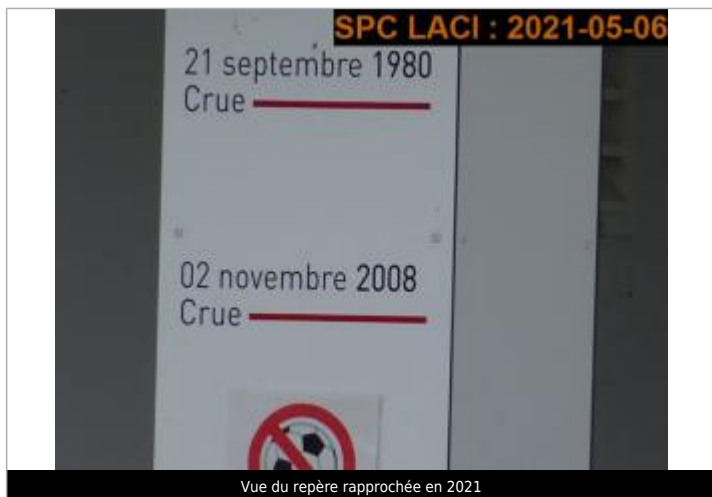 SPC LACI : 2021-05-06
21 septembre 1980
Crue
02 novembre 2008
Crue
Vue du repère rapprochée en 2021